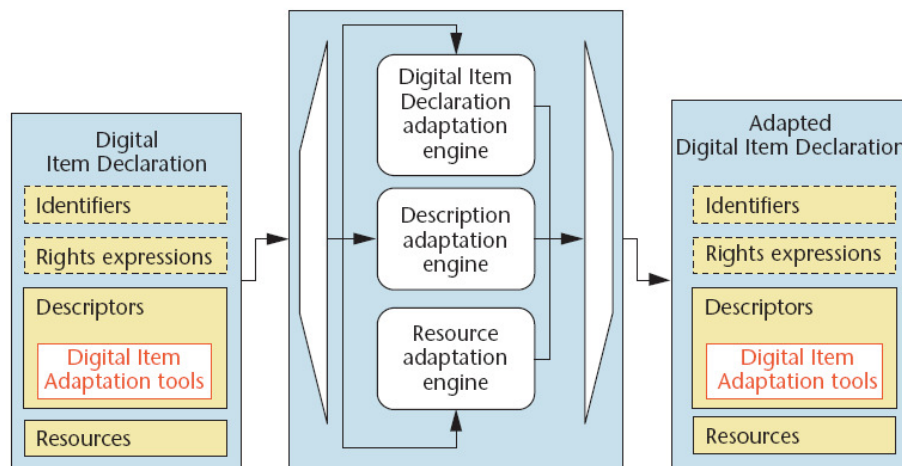 Digital
Item Declaration
Identifiers
Rights expressions
Descriptors
Digital Item
Adaptation tools
Resources
Digital Item
Declaration
adaptation
engine
Description
adaptation
engine
Resource
adaptation
engine
Adapted
Digital Item Declaration
Identifiers
Rights expressions
Descriptors
Digital Item
Adaptation tools
Resources